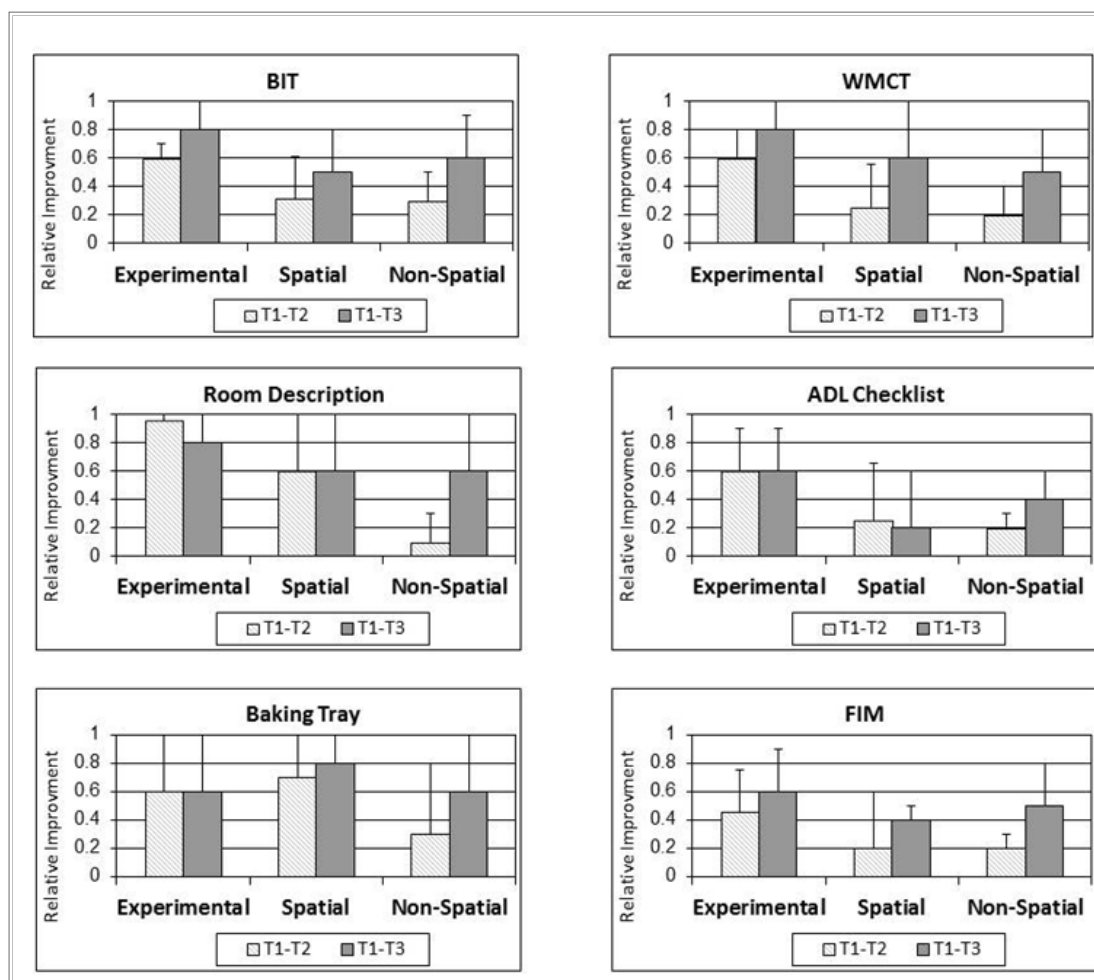 BIT
Relative Improvment
1
0.8
0.6
0.4
0.2
0
Experimental Spatial Non-Spatial
T1-T2 T1-T3
WMCT
Relative Improvment
1
0.8
0.6
0.4
0.2
0
Experimental Spatial Non-Spatial
T1-T2 T1-T3
Room Description
Relative Improvment
1
0.8
0.6
0.4
0.2
0
Experimental Spatial Non-Spatial
T1-T2 T1-T3
ADL Checklist
Relative Improvment
1
0.8
0.6
0.4
0.2
0
Experimental Spatial Non-Spatial
T1-T2 T1-T3
Baking Tray
Relative Improvment
1
0.8
0.6
0.4
0.2
0
Experimental Spatial Non-Spatial
T1-T2 T1-T3
FIM
Relative Improvment
1
0.8
0.6
0.4
0.2
0
Experimental Spatial Non-Spatial
T1-T2 T1-T3